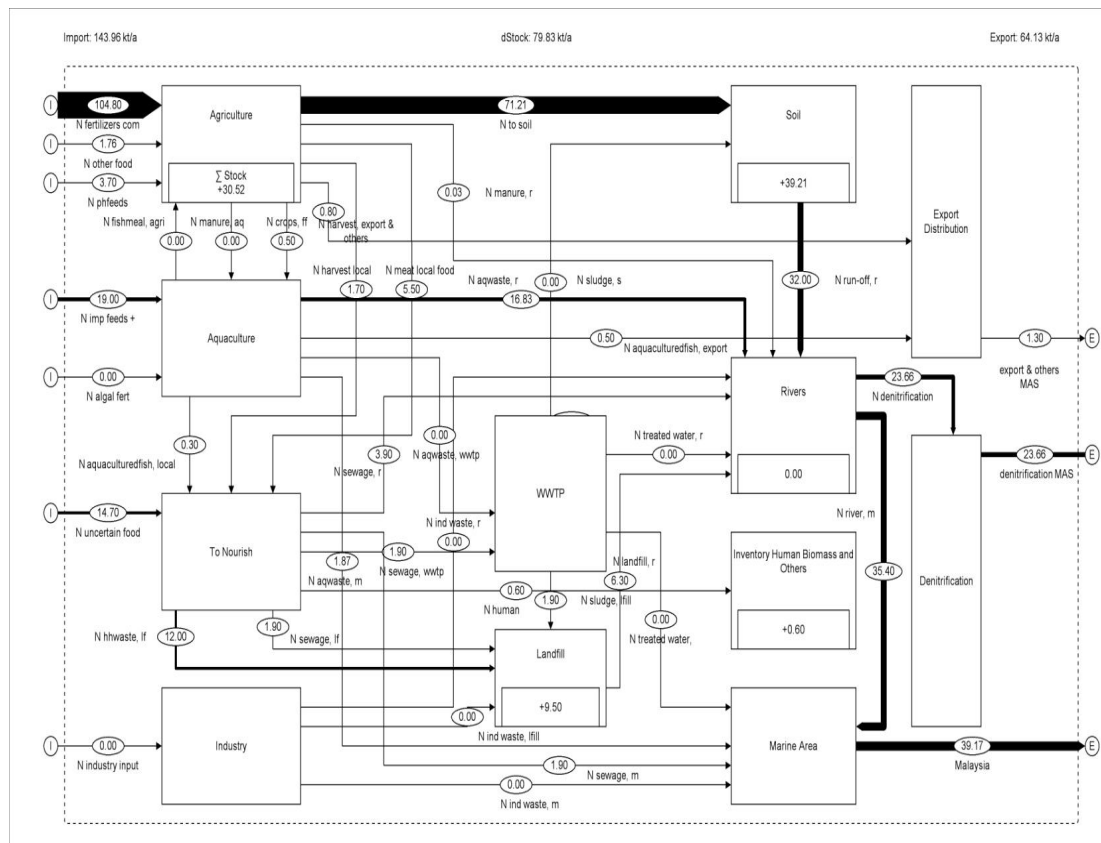 Import: 143.96 kt/a
dStock: 79.83 kt/a
Export: 64.13 kt/a
I
104.80
N fertilizers com
Agriculture
71.21
N to soil
Soil
I
1.76
N other food
I
3.70
N phfeeds
∑ Stock
+30.52
0.03
N manure, r
+39.21
Export
Distribution
N fishmeal, agri
N manure, aq
N crops, ff
0.80
N harvest, export &
others
0.00
0.00
0.50
N harvest local
N meat local food
N aqwaste, r
0.00
N sludge, s
32.00
N run-off, r
I
19.00
N imp feeds +
Aquaculture
1.70
5.50
16.83
0.50
N aquaculturedfish, export
1.30
E
export & others
MAS
I
0.00
N algal fert
Rivers
23.66
N denitrification
0.30
N aquaculturedfish, local
3.90
N sewage, r
0.00
N aqwaste, wwtp
WWTP
N treated water, r
0.00
0.00
Denitrification
23.66
E
denitrification MAS
I
14.70
N uncertain food
To Nourish
N ind waste, r
0.00
N river, m
1.87
N aqwaste, m
1.90
N sewage, wwtp
N landfill, r
6.30
Inventory Human Biomass and
Others
35.40
0.60
N human
1.90
N sludge, lfill
+0.60
N hhwaste, lf
12.00
1.90
N sewage, lf
0.00
N treated water,
Landfill
+9.50
I
0.00
N industry input
Industry
0.00
N ind waste, lfill
Marine Area
39.17
E
Malaysia
1.90
N sewage, m
0.00
N ind waste, m